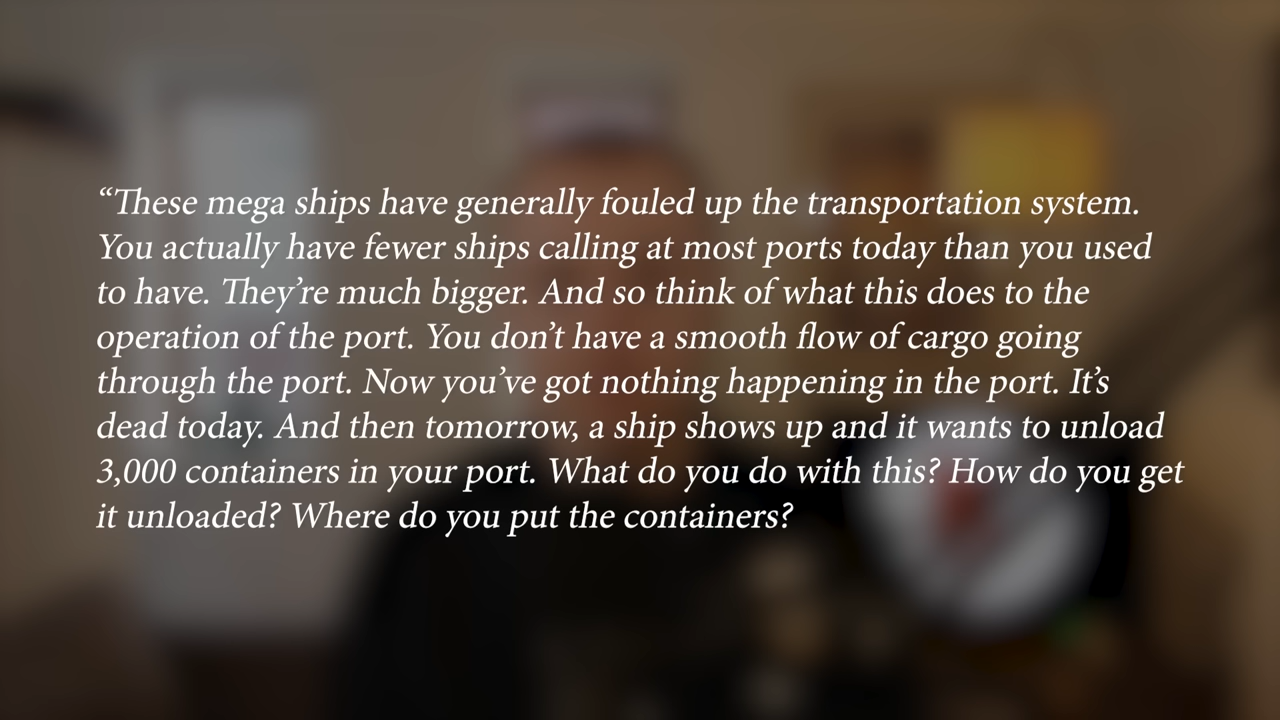 “These mega ships have generally fouled up the transportation system.
You actually have fewer ships calling at most ports today than you used
to have. They’re much bigger. And so think of what this does to the
operation of the port. You don’t have a smooth flow of cargo going
through the port. Now you’ve got nothing happening in the port. It’s
dead today. And then tomorrow, a ship shows up and it wants to unload
3,000 containers in your port. What do you do with this? How do you get
it unloaded? Where do you put the containers?